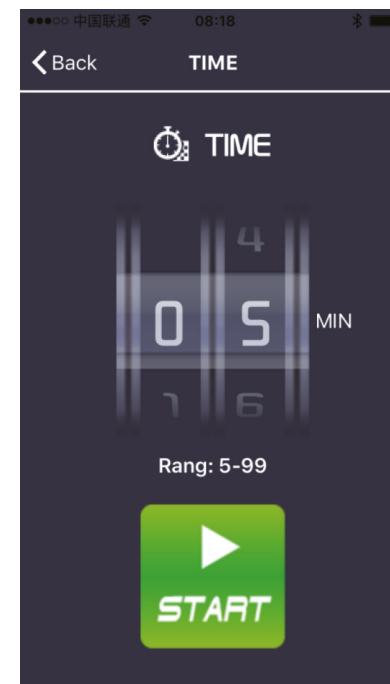 中国联通 08:18
Back TIME
TIME
4
0 5 MIN
1 6
Rang: 5-99
START